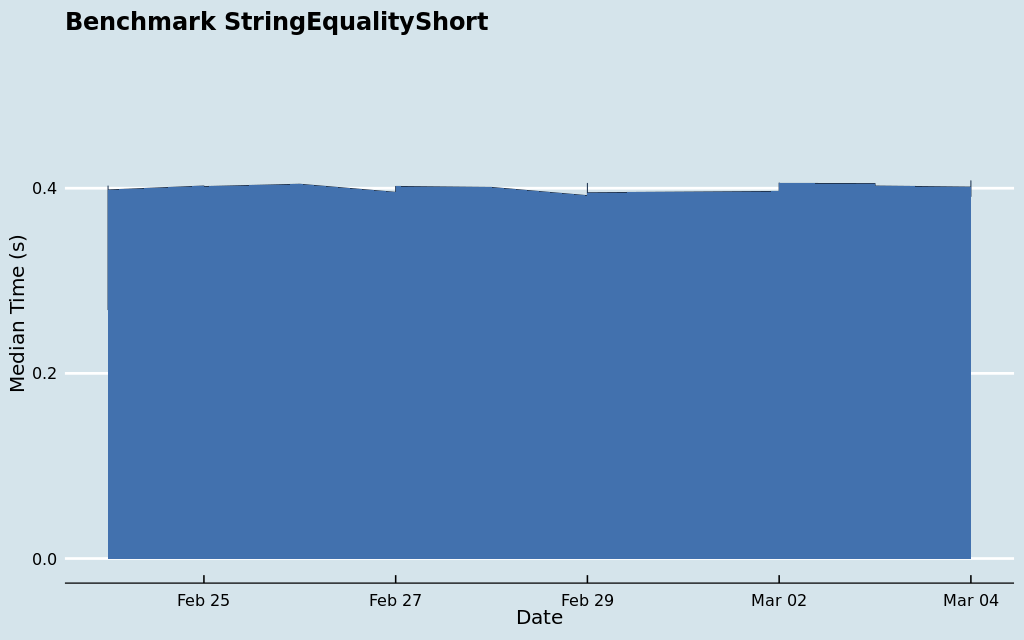 Benchmark StringEqualityShort
Median Time (s)
0.4
0.2
0.0
Feb 25 Feb 27 Feb 29 Mar 02 Mar 04
Date